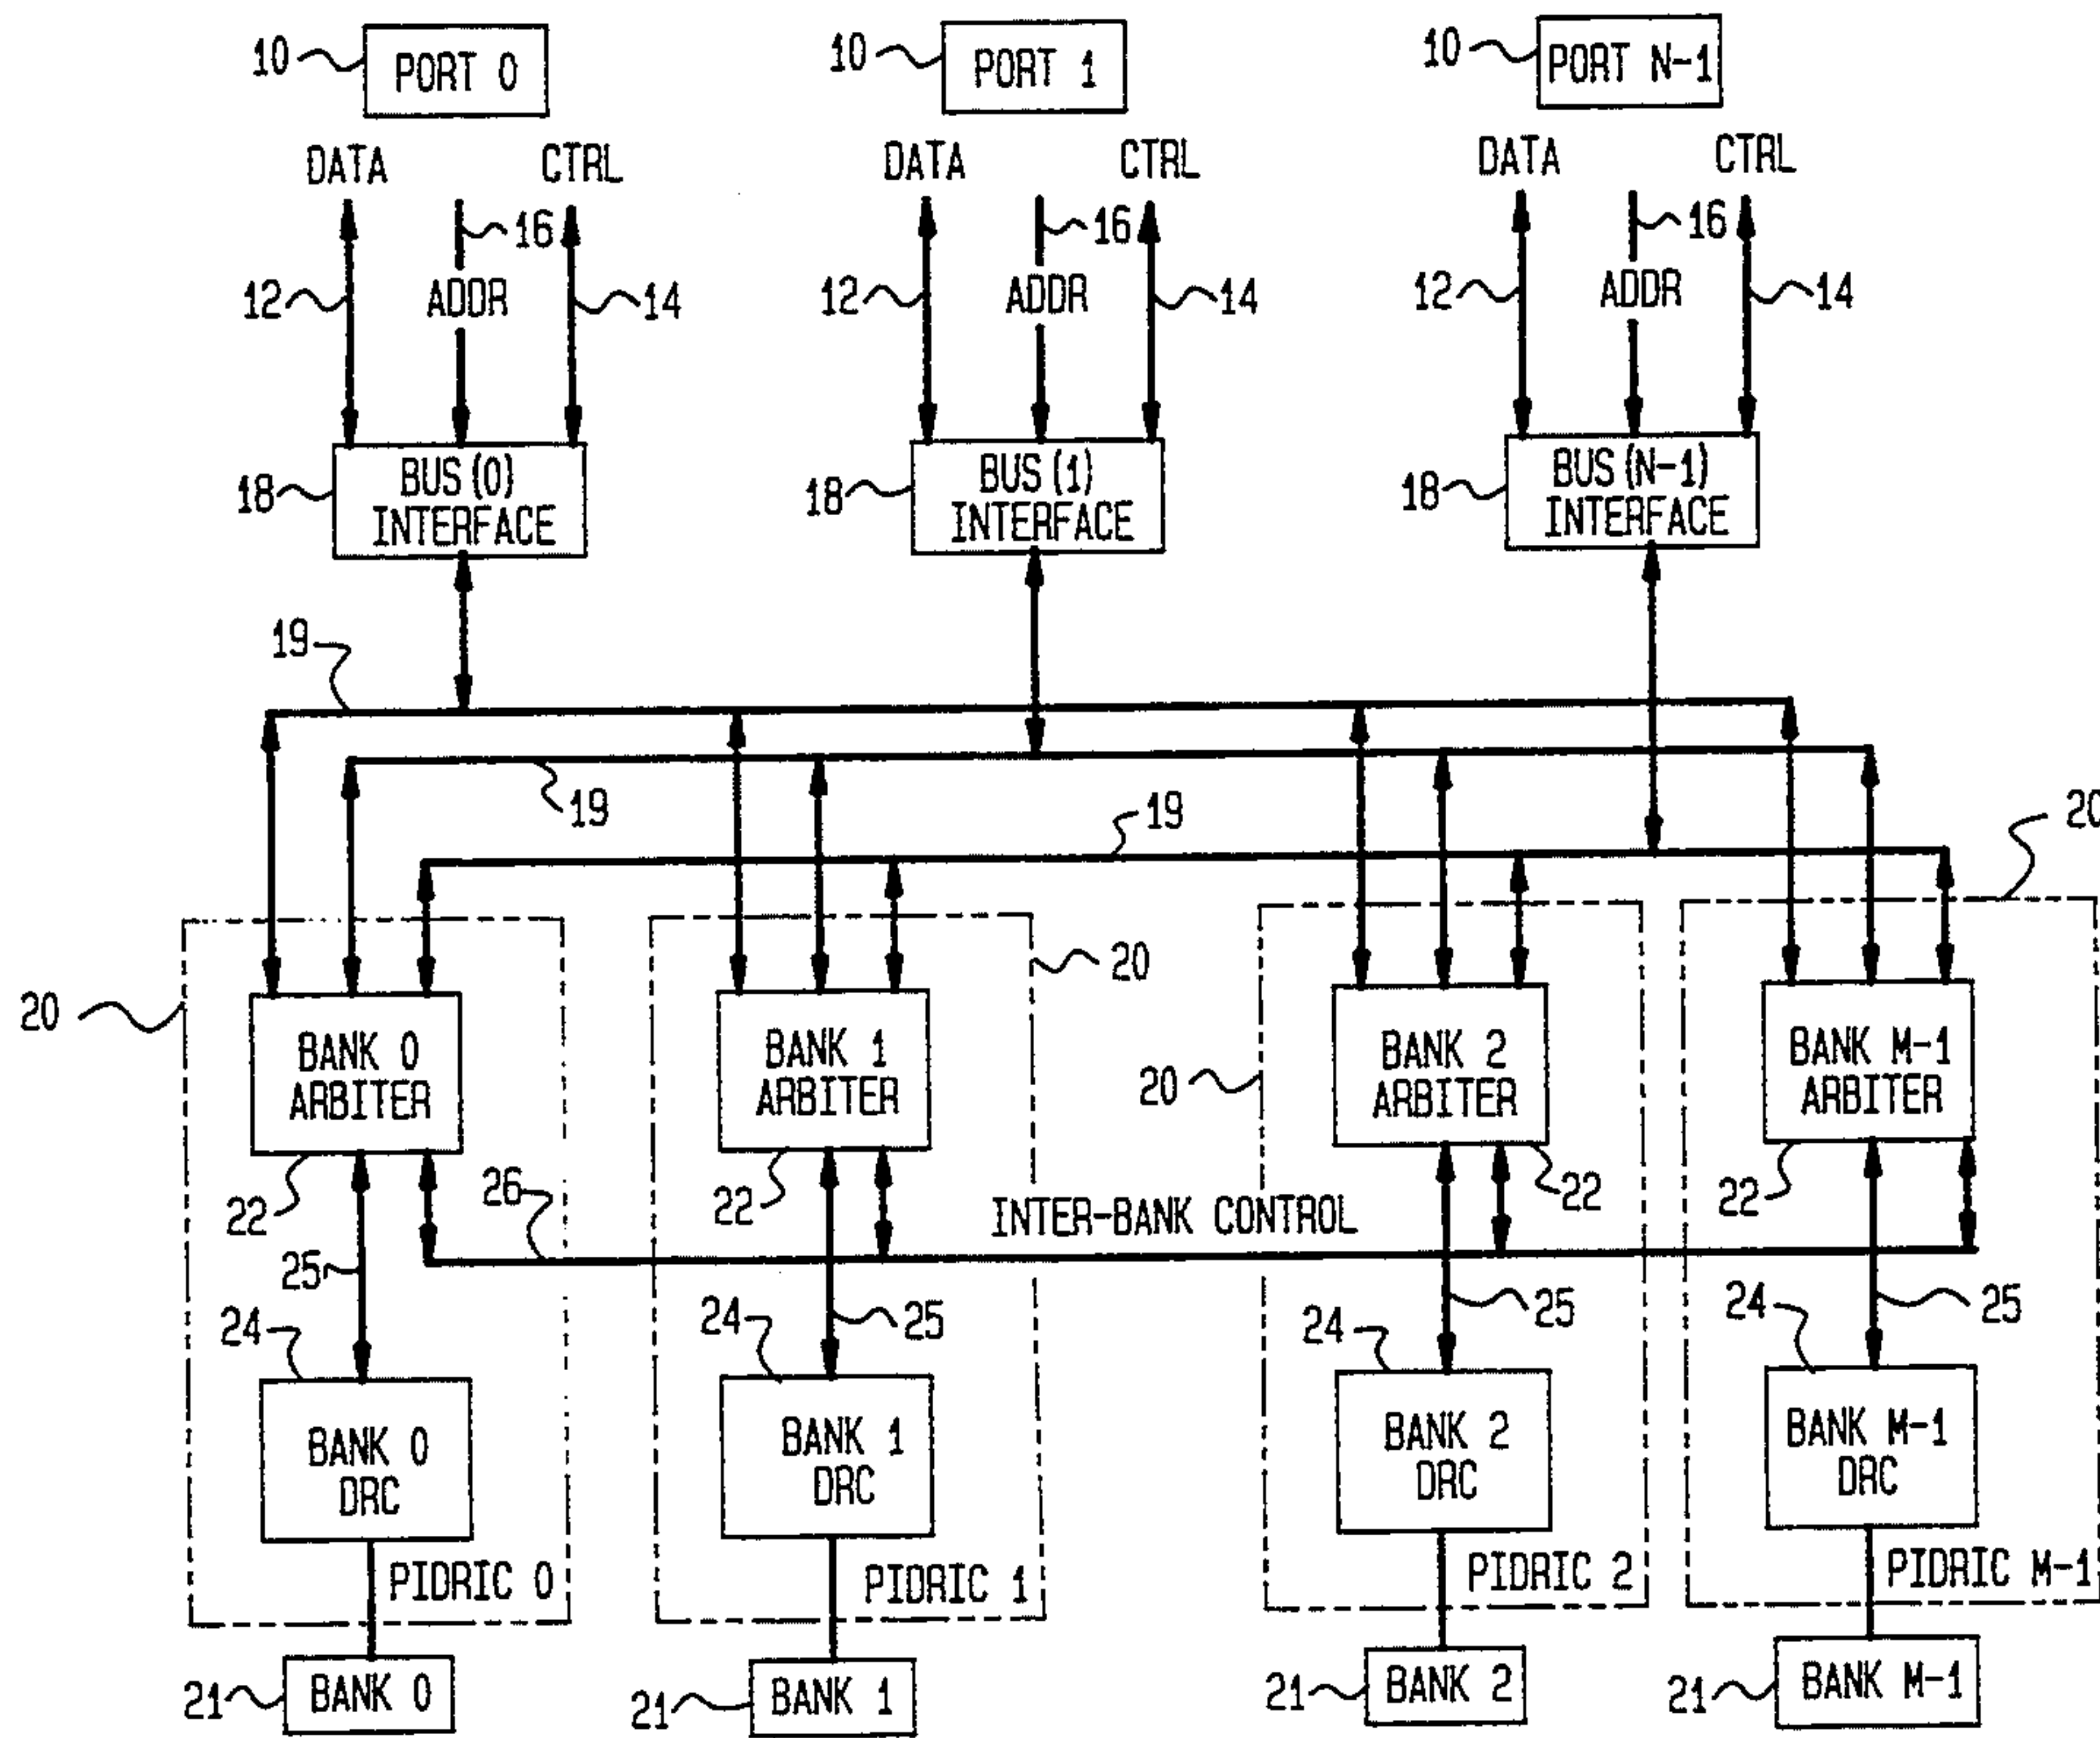 10 PORT 0 10 PORT 1 10 PORT N-1
DATA CTRL DATA CTRL DATA CTRL
16 16 16
12 ADDR 14 12 ADDR 14 12 ADDR 14
18 BUS(0) INTERFACE 18 BUS(1) INTERFACE 18 BUS(N-1) INTERFACE
19
19
19
20
20
20
20
BANK 0 ARBITER
BANK 1 ARBITER
BANK 2 ARBITER
BANK M-1 ARBITER
22 26 22 INTER-BANK CONTROL 22 22
25 25 25 25
24 24 24 24
BANK 0 DRC
BANK 1 DRC
BANK 2 DRC
BANK M-1 DRC
PIDRIC 0 PIDRIC 1 PIDRIC 2 PIDRIC M-1
21 BANK 0 21 BANK 1 21 BANK 2 21 BANK M-1